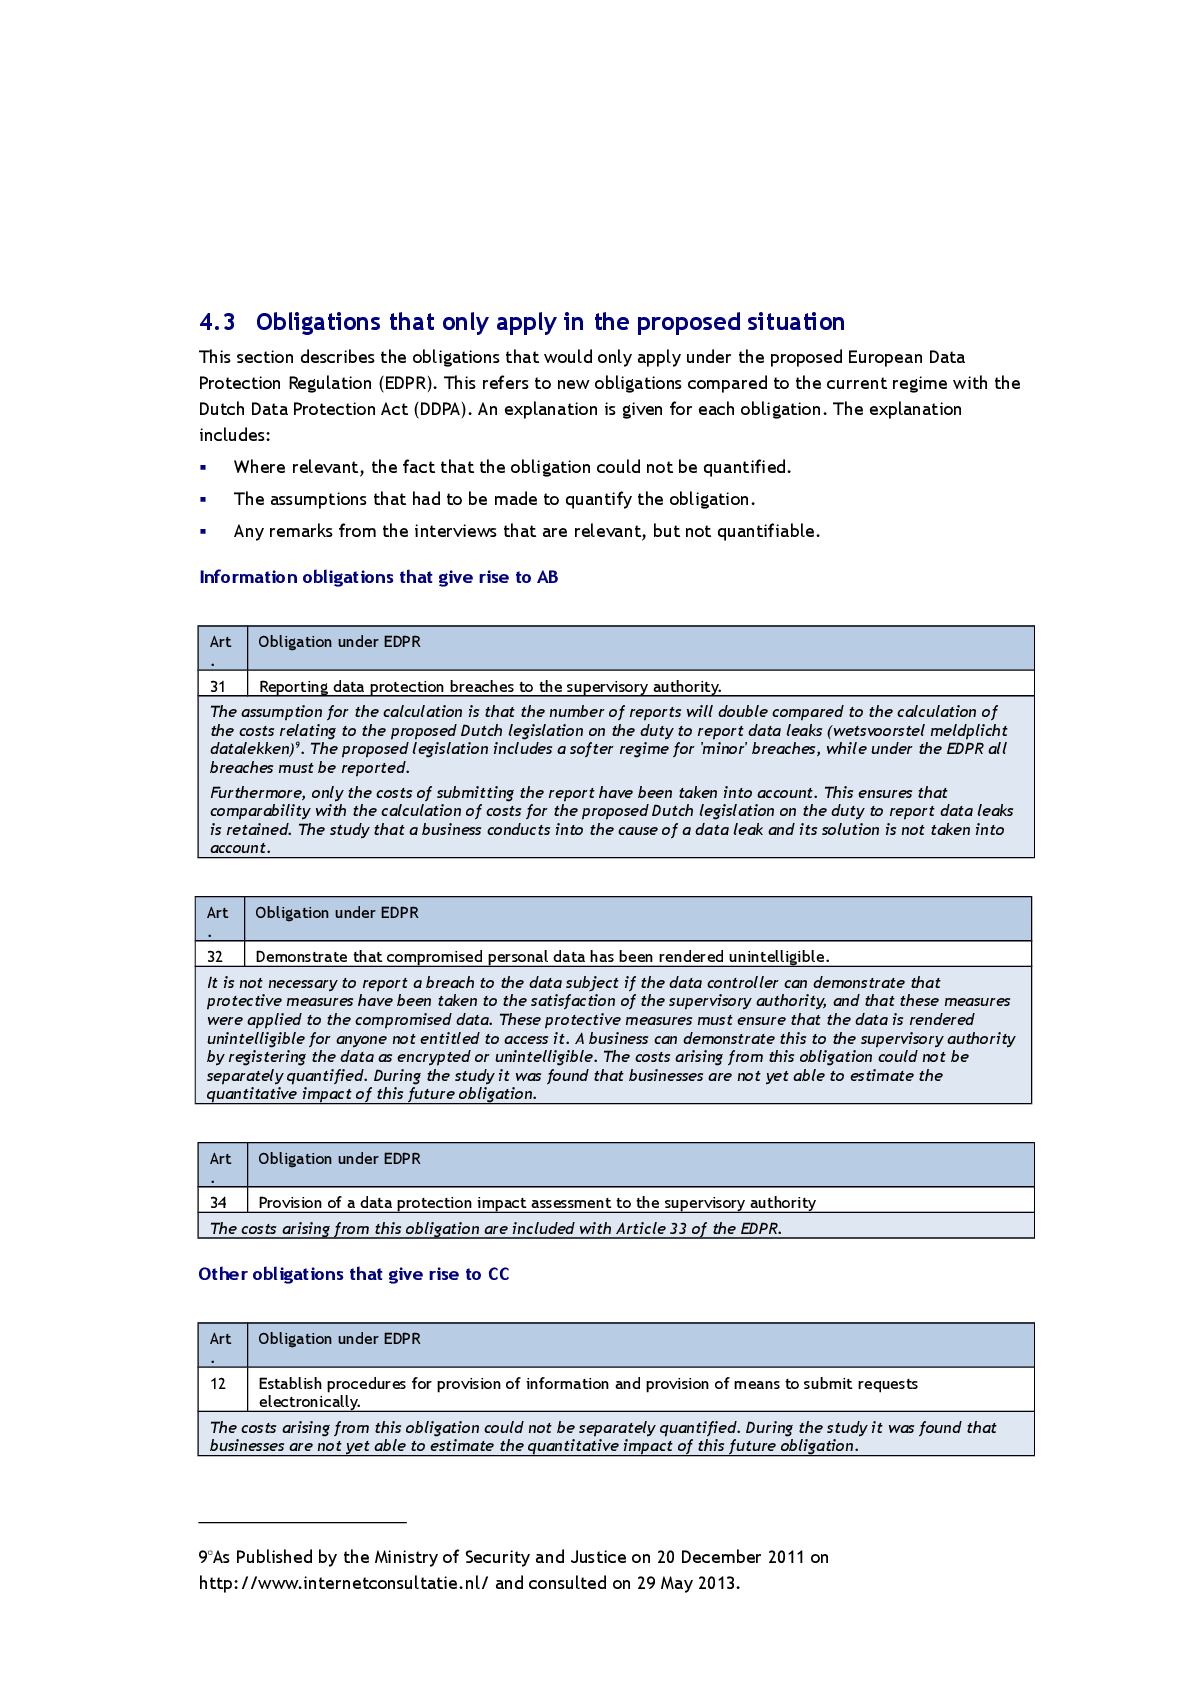 4.3 Obligations that only apply in the proposed situation
This section describes the obligations that would only apply under the proposed European Data
Protection Regulation (EDPR). This refers to new obligations compared to the current regime with the
Dutch Data Protection Act (DDPA). An explanation is given for each obligation. The explanation
includes:
▪ Where relevant, the fact that the obligation could not be quantified.
▪ The assumptions that had to be made to quantify the obligation.
▪ Any remarks from the interviews that are relevant, but not quantifiable.
Information obligations that give rise to AB
Art Obligation under EDPR
.
31 Reporting data protection breaches to the supervisory authority.
The assumption for the calculation is that the number of reports will double compared to the calculation of
the costs relating to the proposed Dutch legislation on the duty to report data leaks (wetsvoorstel meldplicht
datalekken)⁹. The proposed legislation includes a softer regime for 'minor' breaches, while under the EDPR all
breaches must be reported.
Furthermore, only the costs of submitting the report have been taken into account. This ensures that
comparability with the calculation of costs for the proposed Dutch legislation on the duty to report data leaks
is retained. The study that a business conducts into the cause of a data leak and its solution is not taken into
account.
Art Obligation under EDPR
.
32 Demonstrate that compromised personal data has been rendered unintelligible.
It is not necessary to report a breach to the data subject if the data controller can demonstrate that
protective measures have been taken to the satisfaction of the supervisory authority, and that these measures
were applied to the compromised data. These protective measures must ensure that the data is rendered
unintelligible for anyone not entitled to access it. A business can demonstrate this to the supervisory authority
by registering the data as encrypted or unintelligible. The costs arising from this obligation could not be
separately quantified. During the study it was found that businesses are not yet able to estimate the
quantitative impact of this future obligation.
Art Obligation under EDPR
.
34 Provision of a data protection impact assessment to the supervisory authority
The costs arising from this obligation are included with Article 33 of the EDPR.
Other obligations that give rise to CC
Art Obligation under EDPR
.
12 Establish procedures for provision of information and provision of means to submit requests
electronically.
The costs arising from this obligation could not be separately quantified. During the study it was found that
businesses are not yet able to estimate the quantitative impact of this future obligation.
9°As Published by the Ministry of Security and Justice on 20 December 2011 on
http://www.internetconsultatie.nl/ and consulted on 29 May 2013.